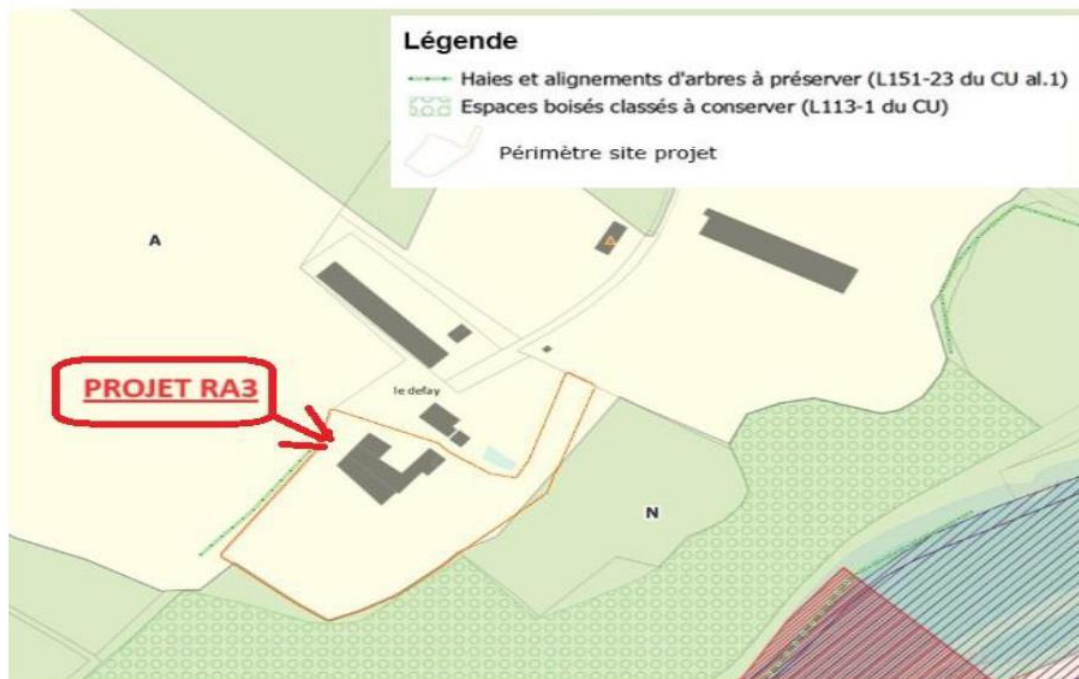 Légende
Haies et alignements d'arbres à préserver (L151-23 du CU al.1)
Espaces boisés classés à conserver (L113-1 du CU)
Périmètre site projet
A
PROJET RA3
le defay
N